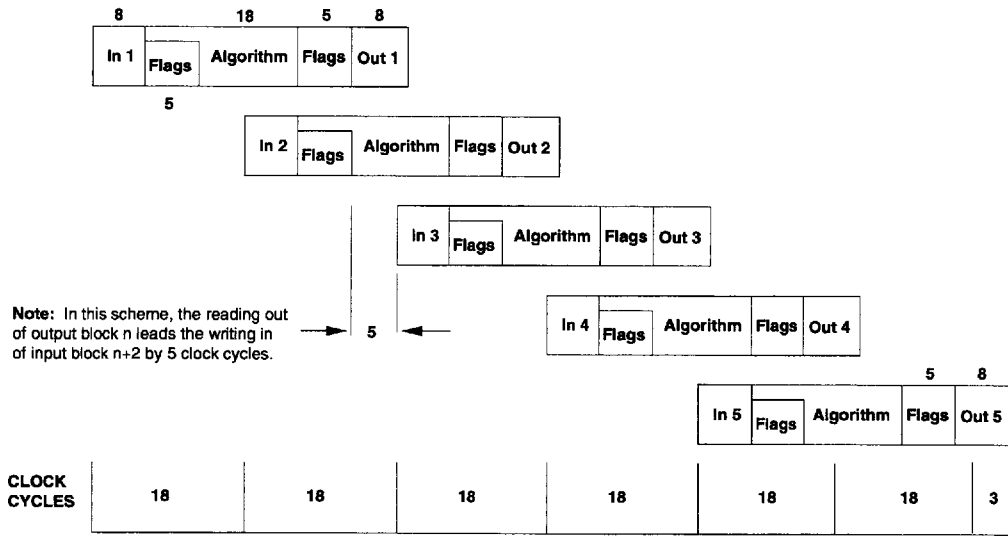 8 18 5 8
In 1 Flags Algorithm Flags Out 1
5
In 2 Flags Algorithm Flags Out 2
In 3 Flags Algorithm Flags Out 3
Note: In this scheme, the reading out
of output block n leads the writing in
of input block n+2 by 5 clock cycles.
5
In 4 Flags Algorithm Flags Out 4
5 8
In 5 Flags Algorithm Flags Out 5
CLOCK
CYCLES
18 18 18 18 18 18 3